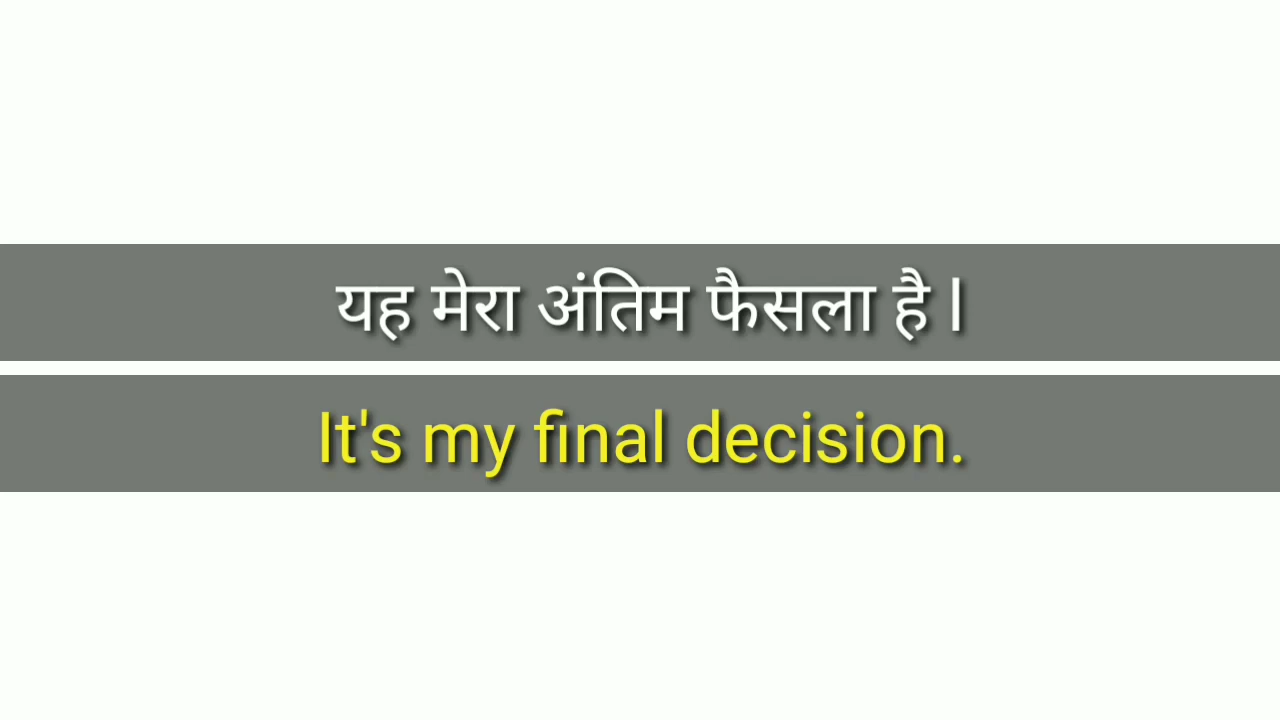 यह मेरा अंतिम फैसला है l
It's my final decision.